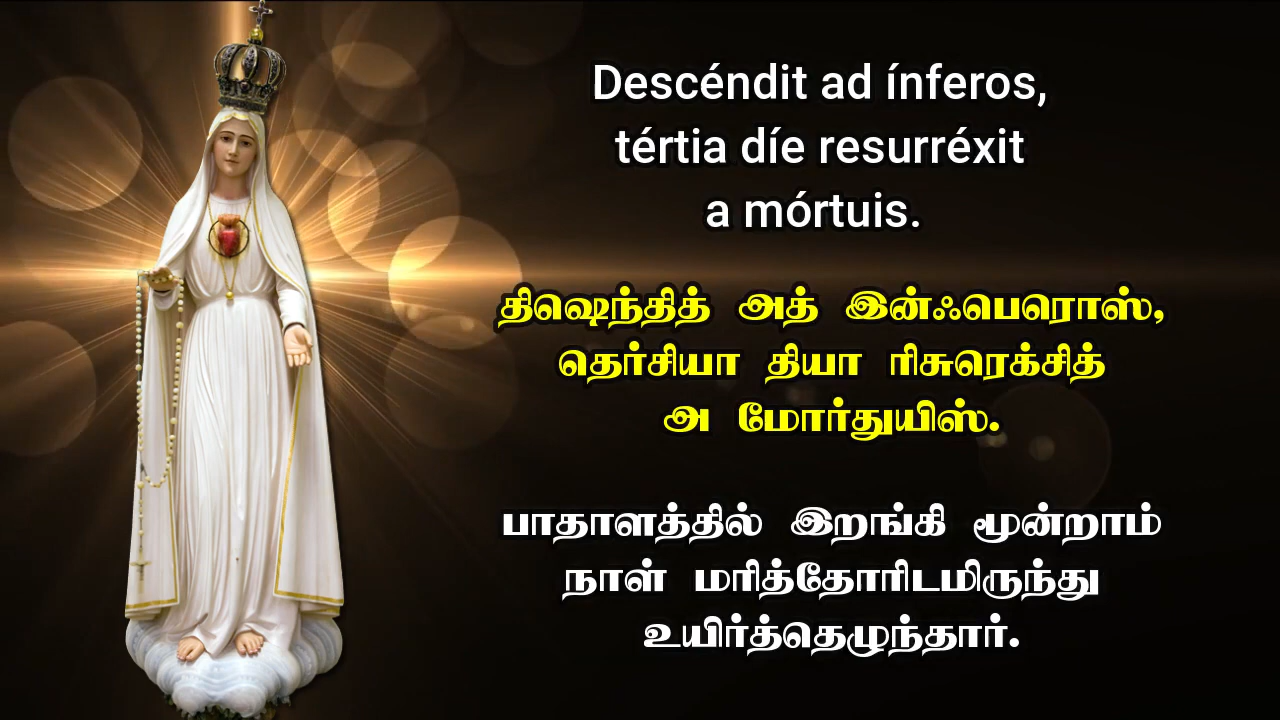 Descéndit ad ínferos,
tértia díe resurréxit
a mórtuis.
திஷெந்தித் அத் இன்ஃபெரொஸ்,
தெர்சியா தியா ரிசுரெக்சித்
அ மோர்துயிஸ்.
பாதாளத்தில் இறங்கி மூன்றாம்
நாள் மரித்தோரிடமிருந்து
உயிர்த்தெழுந்தார்.